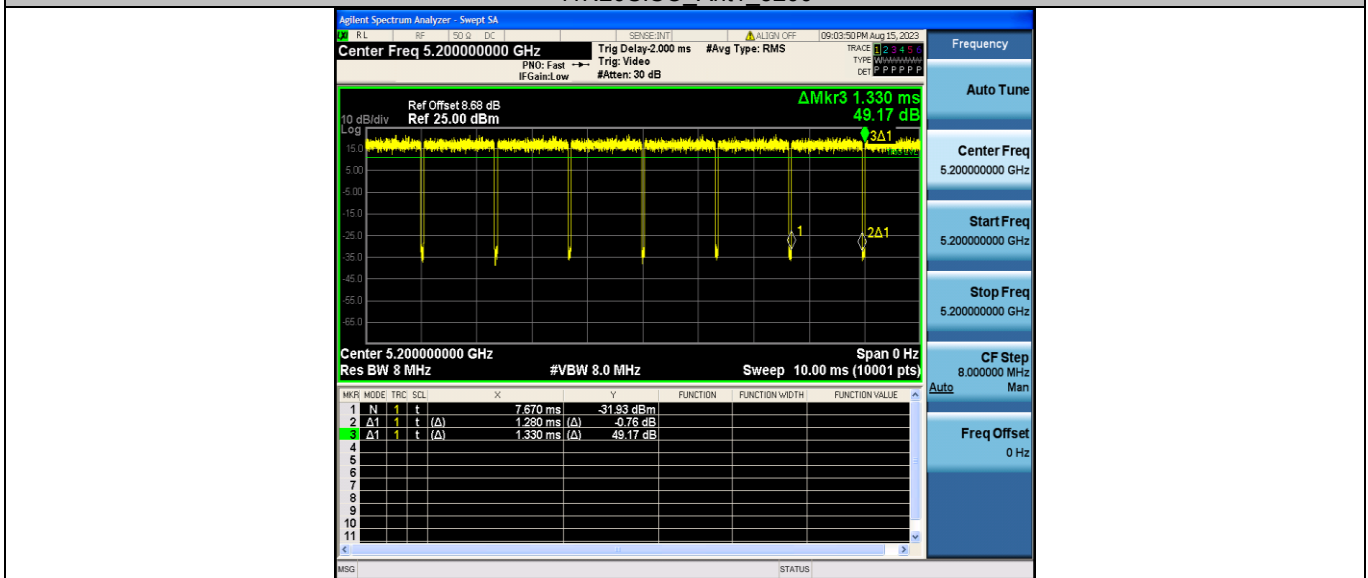 Agilent Spectrum Analyzer - Swept SA
RL RF 50 Ω DC SENSE:INT ALIGN OFF 09:03:50 PM Aug 15, 2023
Center Freq 5.200000000 GHz
PNO: Fast
IFGain:Low
Trig Delay-2.000 ms
Trig: Video
#Atten: 30 dB
#Avg Type: RMS
TRACE 1 2 3 4 5 6
TYPE
DET P P P P P P
Ref Offset 8.68 dB
10 dB/div Ref 25.00 dBm
Log
ΔMkr3 1.330 ms
49.17 dB
15.0
5.00
-5.00
-15.0
-25.0
-35.0
-45.0
-55.0
-65.0
3Δ1
1
2Δ1
Center 5.200000000 GHz Span 0 Hz
Res BW 8 MHz #VBW 8.0 MHz Sweep 10.00 ms (10001 pts)
MKR MODE TRC SCL X Y FUNCTION FUNCTION WIDTH FUNCTION VALUE
1 N 1 t 7.670 ms -31.93 dBm
2 Δ1 1 t (Δ) 1.280 ms (Δ) -0.76 dB
3 Δ1 1 t (Δ) 1.330 ms (Δ) 49.17 dB
4
5
6
7
8
9
10
11
MSG STATUS
Frequency
Auto Tune
Center Freq
5.200000000 GHz
Start Freq
5.200000000 GHz
Stop Freq
5.200000000 GHz
CF Step
8.000000 MHz
Auto Man
Freq Offset
0 Hz